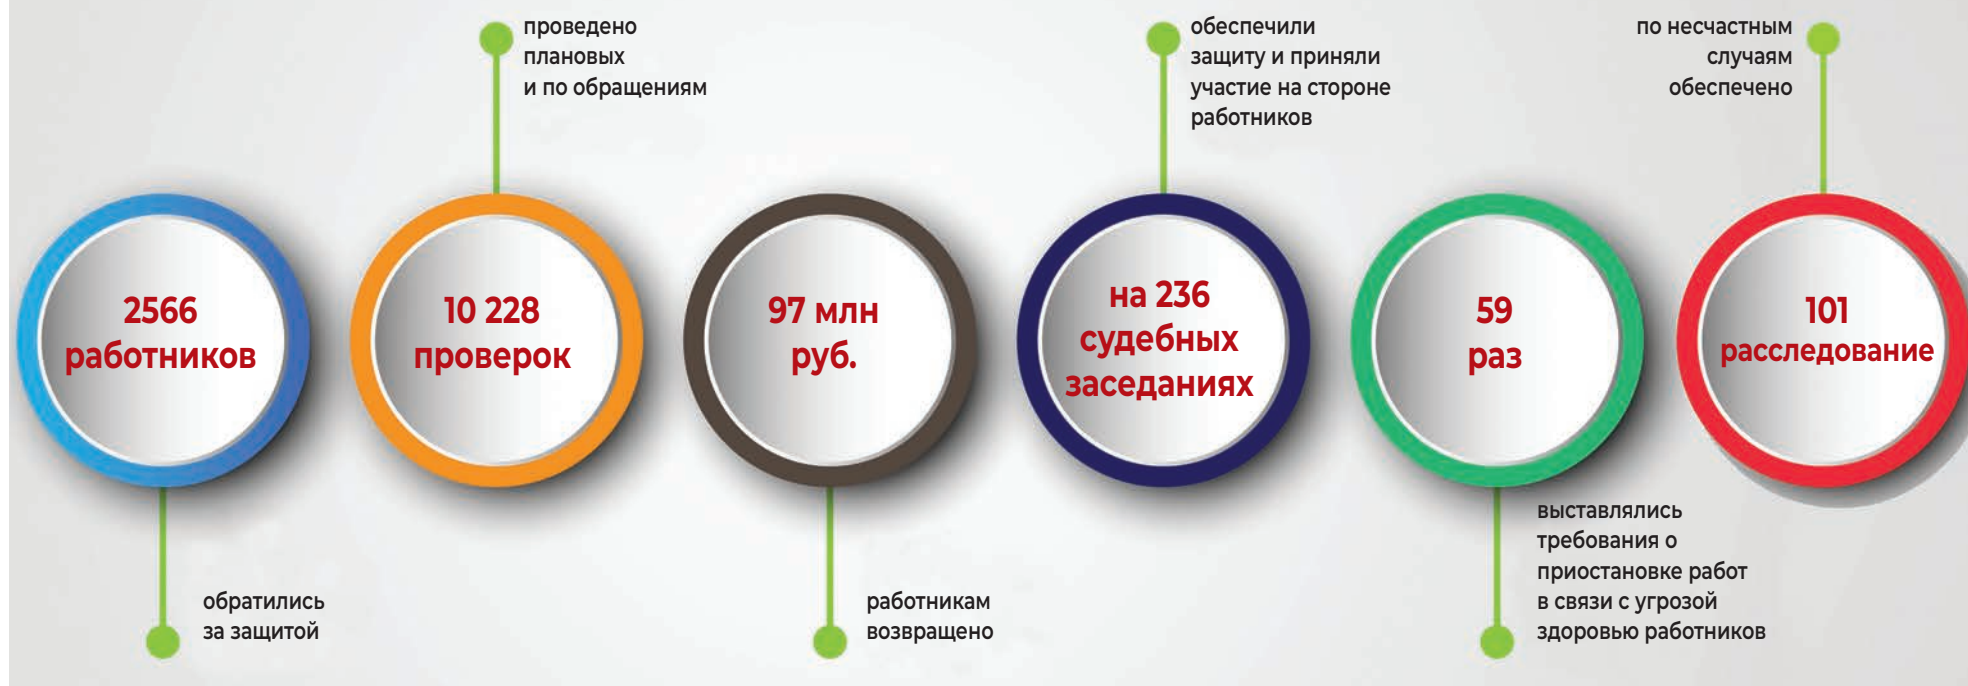 2566
работников
обратились
за защитой
проведено
плановых
и по обращениям
10 228
проверок
97 млн
руб.
работникам
возвращено
обеспечили
защиту и приняли
участие на стороне
работников
на 236
судебных
заседаниях
59
раз
выставлялись
требования о
приостановке работ
в связи с угрозой
здоровью работников
по несчастным
случаям
обеспечено
101
расследование